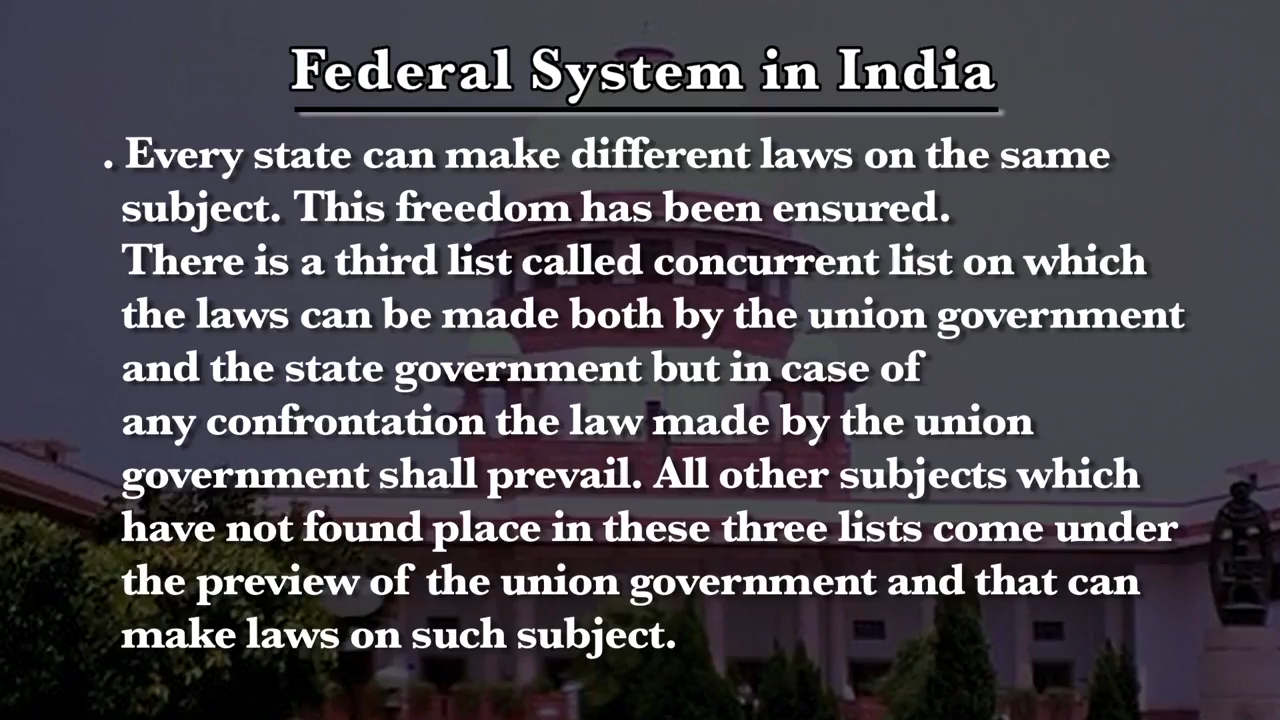 Federal System in India
. Every state can make different laws on the same
subject. This freedom has been ensured.
There is a third list called concurrent list on which
the laws can be made both by the union government
and the state government but in case of
any confrontation the law made by the union
government shall prevail. All other subjects which
have not found place in these three lists come under
the preview of the union government and that can
make laws on such subject.